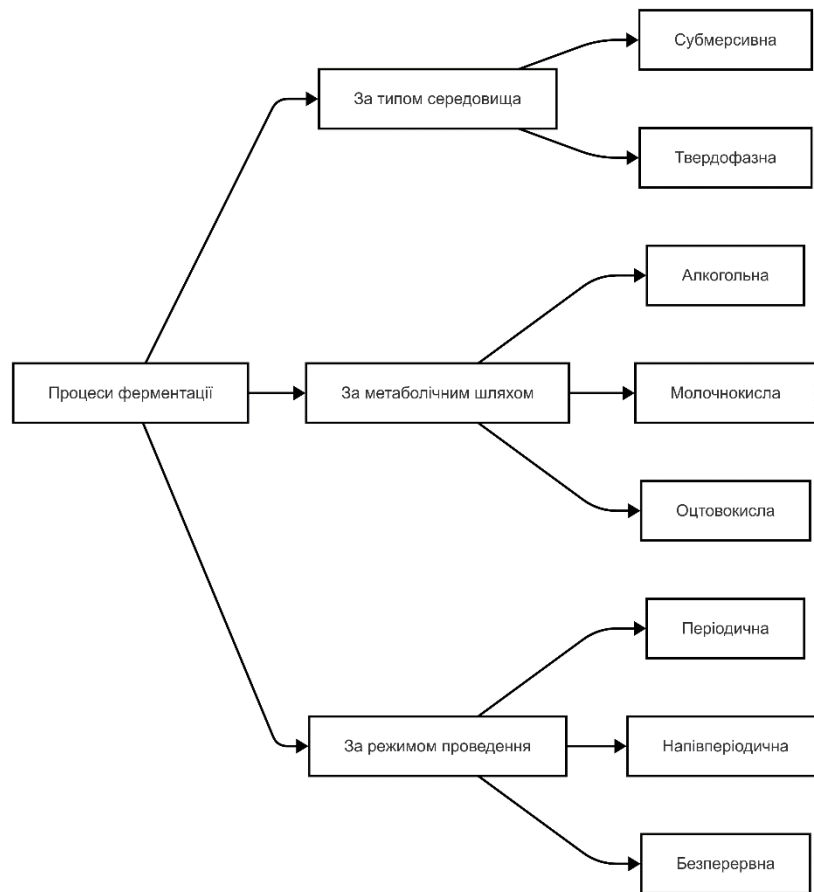 Процеси ферментації
За типом середовища
Субмерсивна
Твердофазна
За метаболічним шляхом
Алкогольна
Молочнокисла
Оцтовокисла
За режимом проведення
Періодична
Напівперіодична
Безперервна